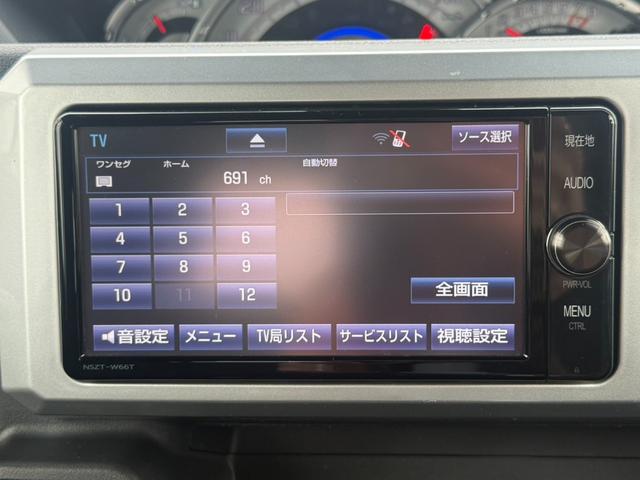 TV
ソース選択
ワンセグ ホーム 自動切替
691 ch
1 2 3
4 5 6
7 8 9
10 11 12
全画面
音設定 メニュー TV局リスト サービスリスト 視聴設定
NSZT-W66T
現在地
AUDIO
PWR-VOL
MENU
CTRL